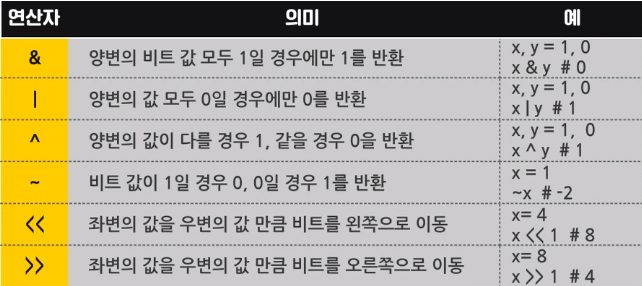 연산자 의미 예
& 양변의 비트 값 모두 1일 경우에만 1를 반환 x, y = 1, 0
x & y # 0
| 양변의 값 모두 0일 경우에만 0를 반환 x, y = 1, 0
x | y # 1
^ 양변의 값이 다를 경우 1, 같을 경우 0을 반환 x, y = 1, 0
x ^ y # 1
~ 비트 값이 1일 경우 0, 0일 경우 1를 반환 x = 1
~x # -2
<< 좌변의 값을 우변의 값 만큼 비트를 왼쪽으로 이동 x= 4
x << 1 # 8
>> 좌변의 값을 우변의 값 만큼 비트를 오른쪽으로 이동 x= 8
x >> 1 # 4